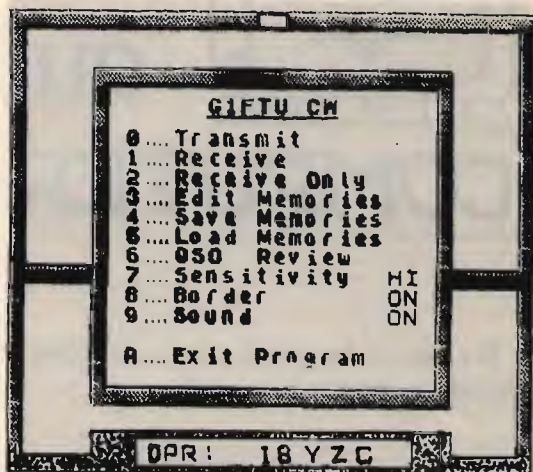 G1FTU CW
0....Transmit
1....Receive
2....Receive Only
3....Edit Memories
4....Save Memories
5....Load Memories
6....QSO Review
7....Sensitivity HI
8....Border ON
9....Sound ON
A....Exit Program
OPR: I8YZC